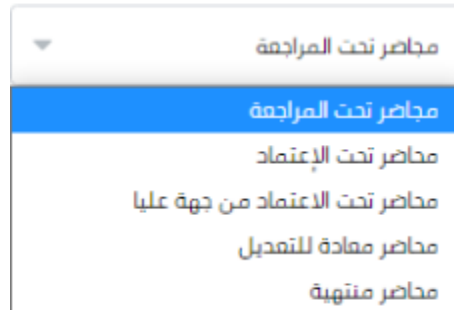 محاضر تحت المراجعة
محاضر تحت المراجعة
محاضر تحت الإعتماد
محاضر تحت الاعتماد من جهة عليا
محاضر معادة للتعديل
محاضر منتهية